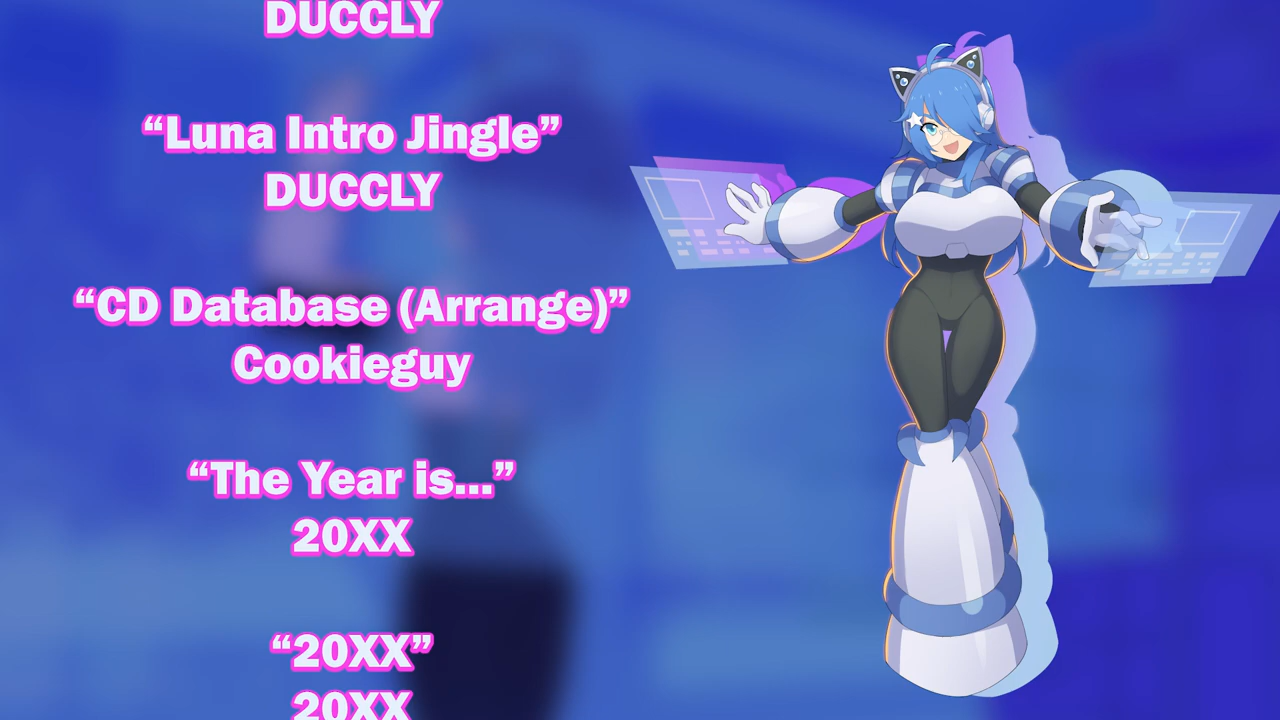 DUCCLY
“Luna Intro Jingle”
DUCCLY
“CD Database (Arrange)”
Cookieguy
“The Year is...”
20XX
“20XX”
20XX